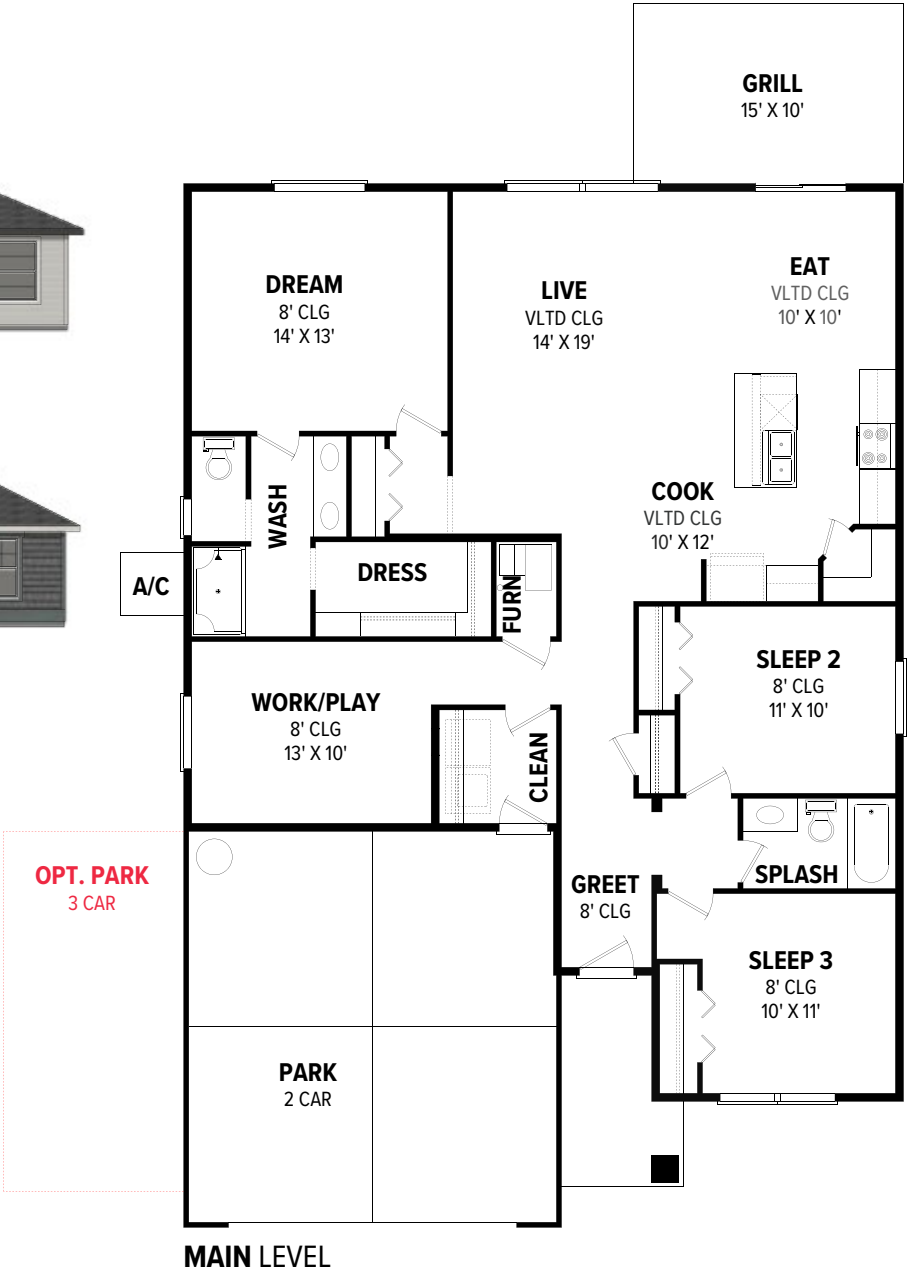 GRILL
15' X 10'
DREAM
8' CLG
14' X 13'
LIVE
VLTD CLG
14' X 19'
EAT
VLTD CLG
10' X 10'
WASH
COOK
VLTD CLG
10' X 12'
A/C
DRESS
FURN
SLEEP 2
8' CLG
11' X 10'
WORK/PLAY
8' CLG
13' X 10'
CLEAN
OPT. PARK
3 CAR
GREET
8' CLG
SPLASH
SLEEP 3
8' CLG
10' X 11'
PARK
2 CAR
MAIN LEVEL